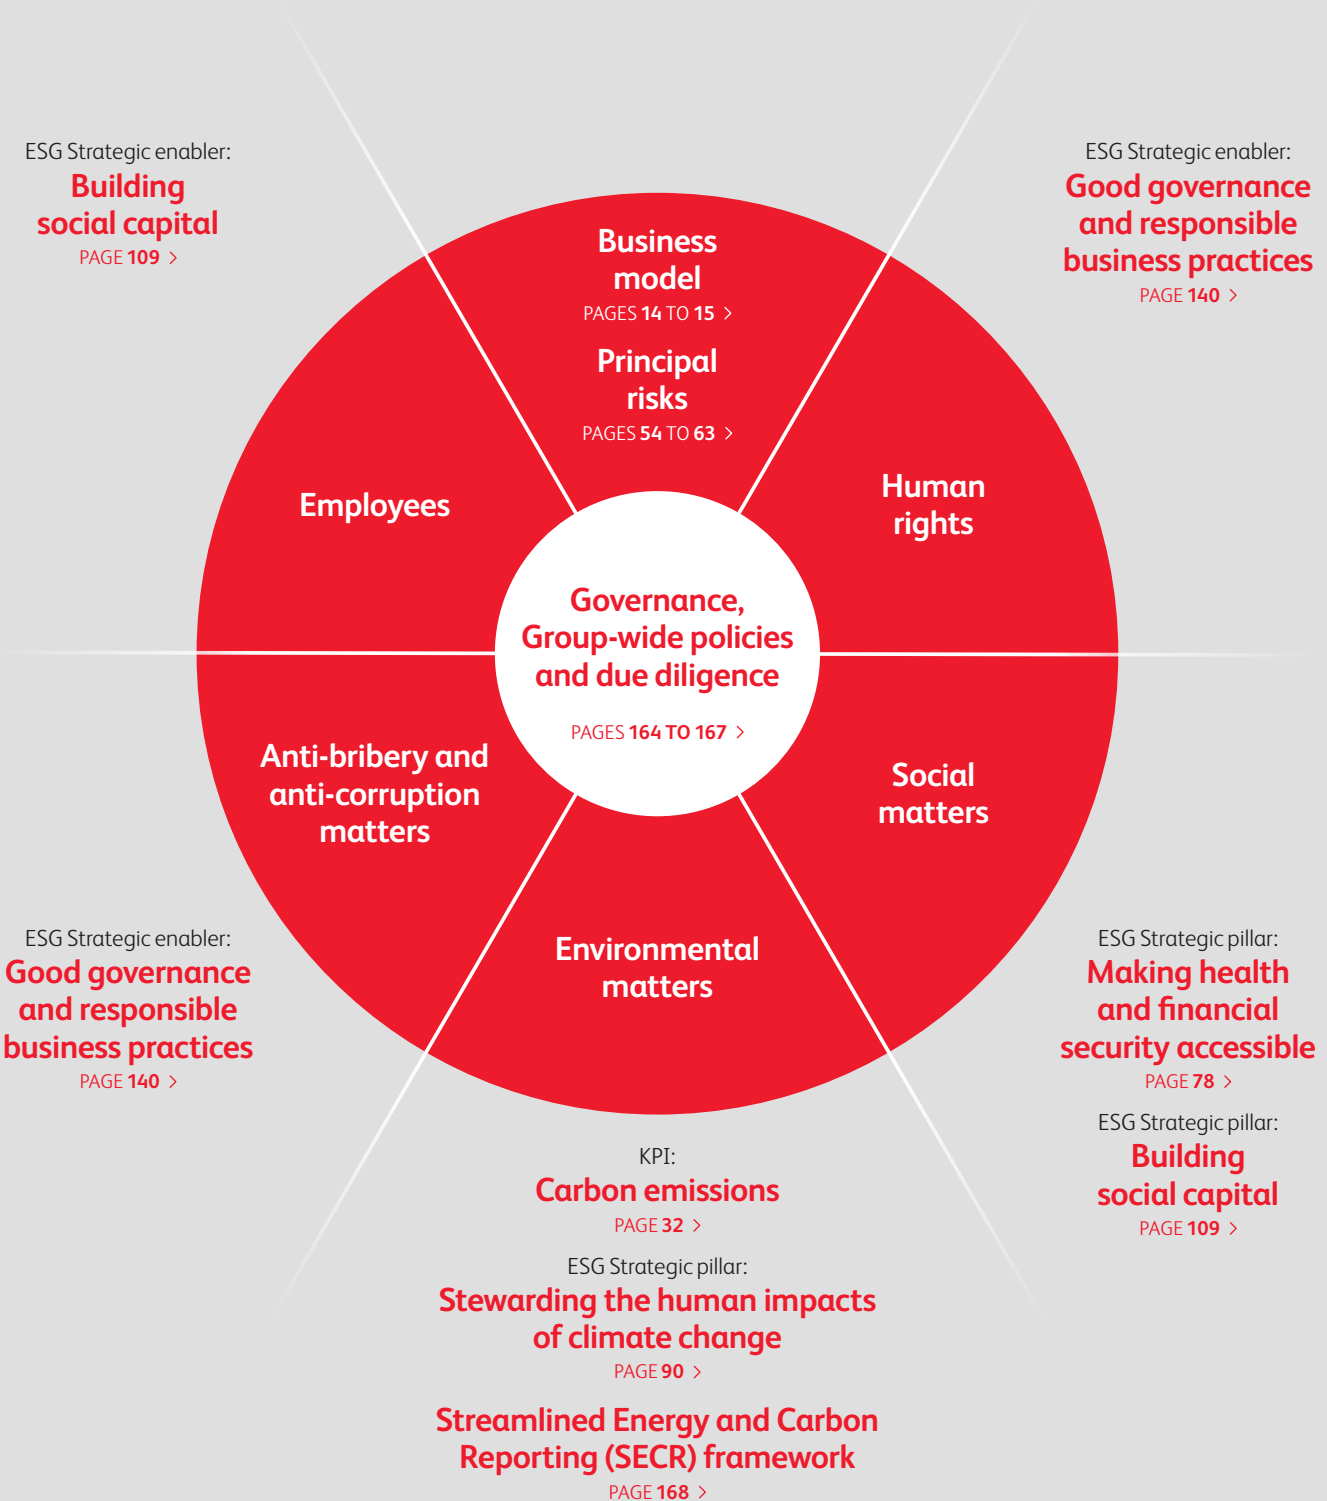 ESG Strategic enabler:
Building
social capital
PAGE 109 >
ESG Strategic enabler:
Good governance
and responsible
business practices
PAGE 140 >
Business
model
PAGES 14 TO 15 >
Principal
risks
PAGES 54 TO 63 >
Employees
Human
rights
Governance,
Group-wide policies
and due diligence
PAGES 164 TO 167 >
Anti-bribery and
anti-corruption
matters
Social
matters
Environmental
matters
ESG Strategic enabler:
Good governance
and responsible
business practices
PAGE 140 >
ESG Strategic pillar:
Making health
and financial
security accessible
PAGE 78 >
ESG Strategic pillar:
Building
social capital
PAGE 109 >
KPI:
Carbon emissions
PAGE 32 >
ESG Strategic pillar:
Stewarding the human impacts
of climate change
PAGE 90 >
Streamlined Energy and Carbon
Reporting (SECR) framework
PAGE 168 >